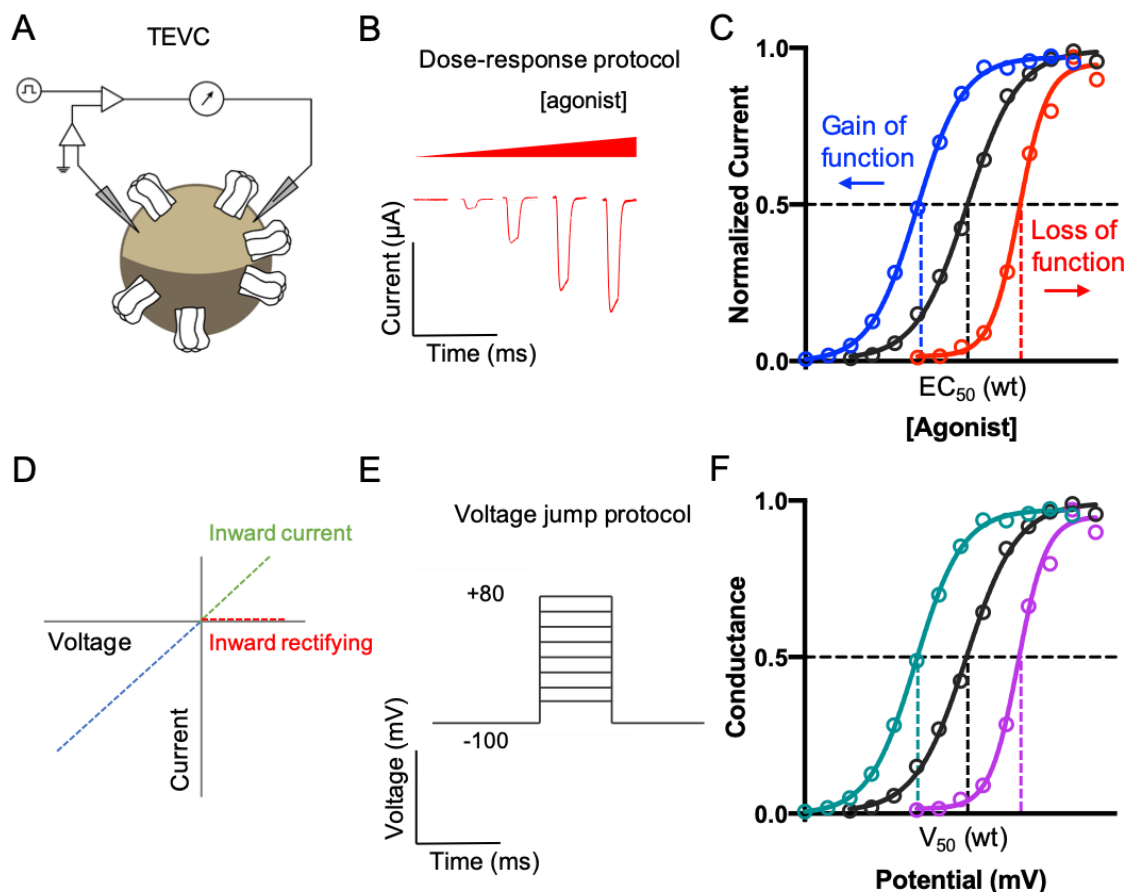 A
TEVC
B
Dose-response protocol
[agonist]
Current (µA)
Time (ms)
C
1.0
0.5
0.0
Normalized Current
Gain of
function
Loss of
function
EC₅₀ (wt)
[Agonist]
D
Inward current
Voltage
Inward rectifying
Current
E
Voltage jump protocol
+80
-100
Voltage (mV)
Time (ms)
F
1.0
0.5
0.0
Conductance
V₅₀ (wt)
Potential (mV)